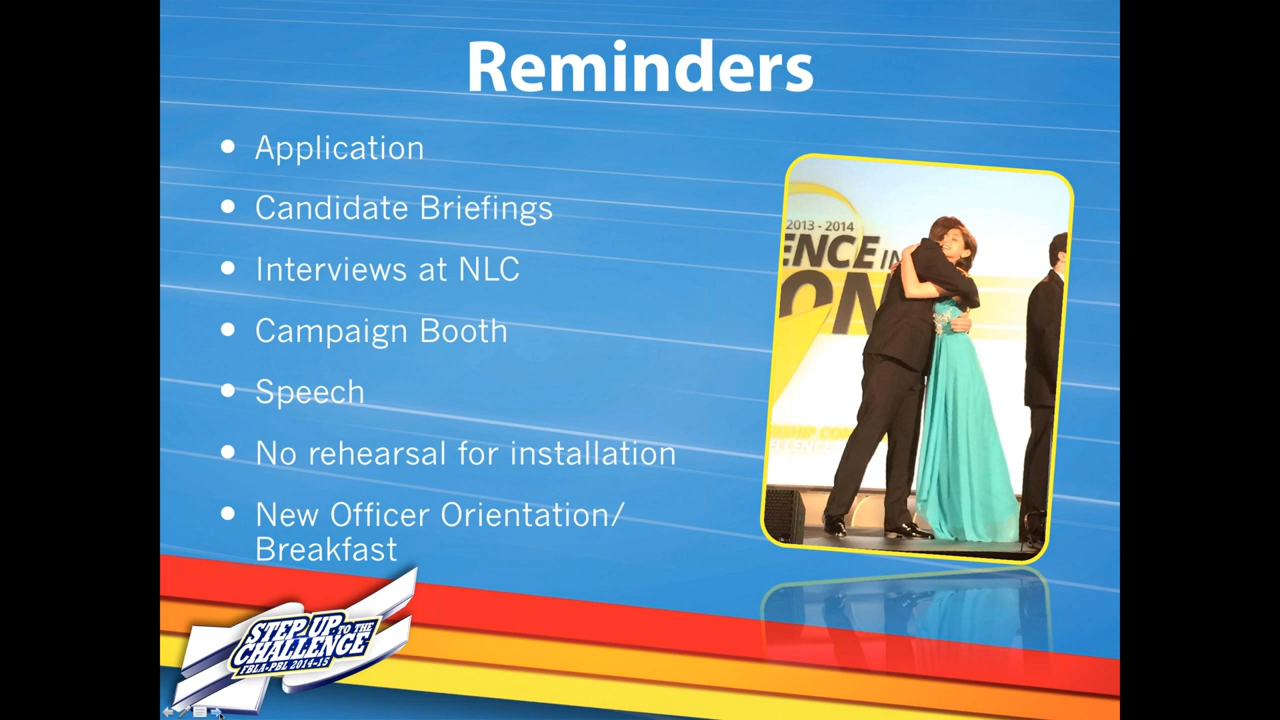 Reminders
• Application
• Candidate Briefings
• Interviews at NLC
• Campaign Booth
• Speech
• No rehearsal for installation
• New Officer Orientation/
Breakfast
2013 - 2014
ENCE IN
ON
STEP UP TO THE
CHALLENGE
FBLA-PBL 2014-15